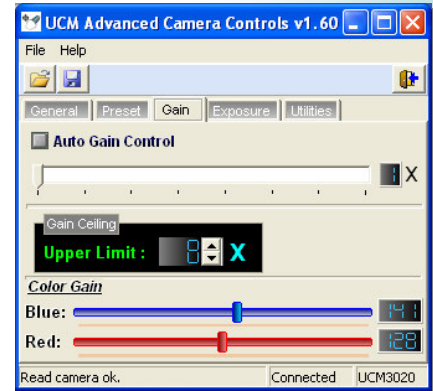 UCM Advanced Camera Controls v1.60
File Help
General Preset Gain Exposure Utilities
Auto Gain Control
1 X
Gain Ceiling
Upper Limit : 8 X
Color Gain
Blue: 141
Red: 128
Read camera ok. Connected UCM3020